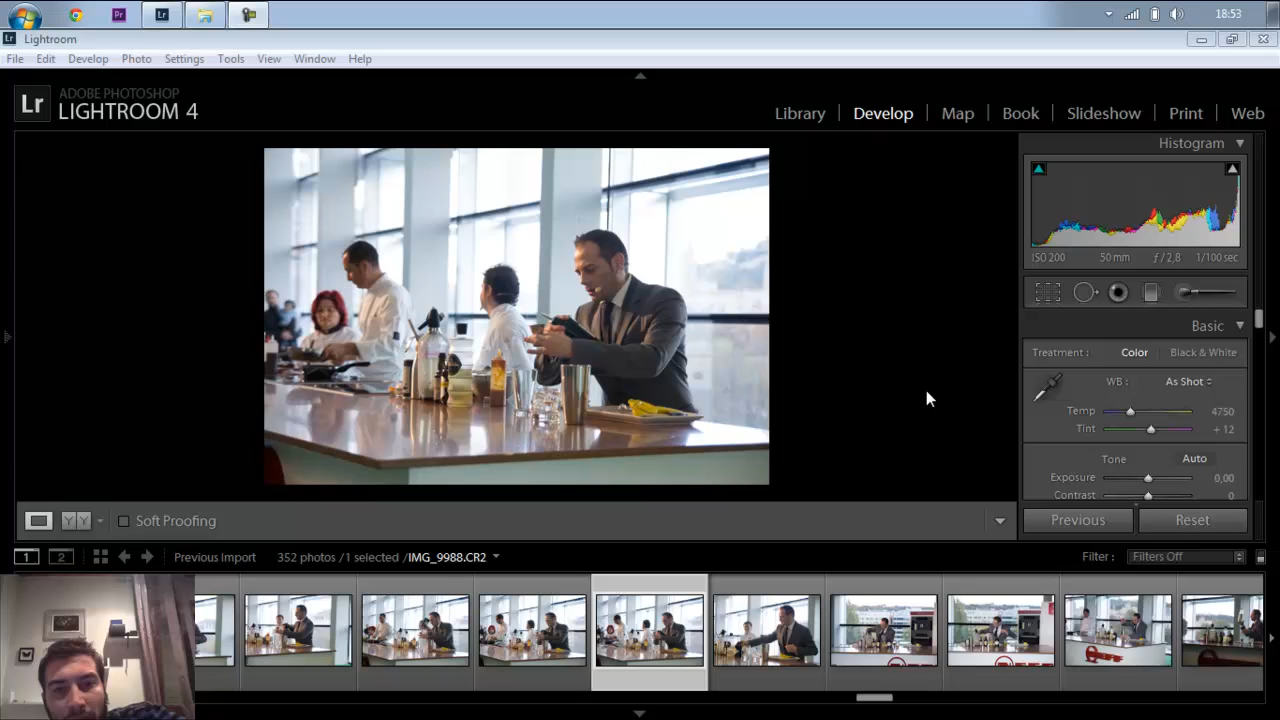 18:53
Lightroom
File Edit Develop Photo Settings Tools View Window Help
Lr ADOBE PHOTOSHOP
LIGHTROOM 4
Library Develop Map Book Slideshow Print Web
Histogram
ISO 200 50 mm ƒ / 2,8 1/100 sec
Basic
Treatment : Color Black & White
WB : As Shot
Temp 4750
Tint + 12
Tone Auto
Exposure 0,00
Contrast 0
Previous Reset
YY Soft Proofing
1 2 Previous Import 352 photos / 1 selected / IMG_9988.CR2 Filter : Filters Off